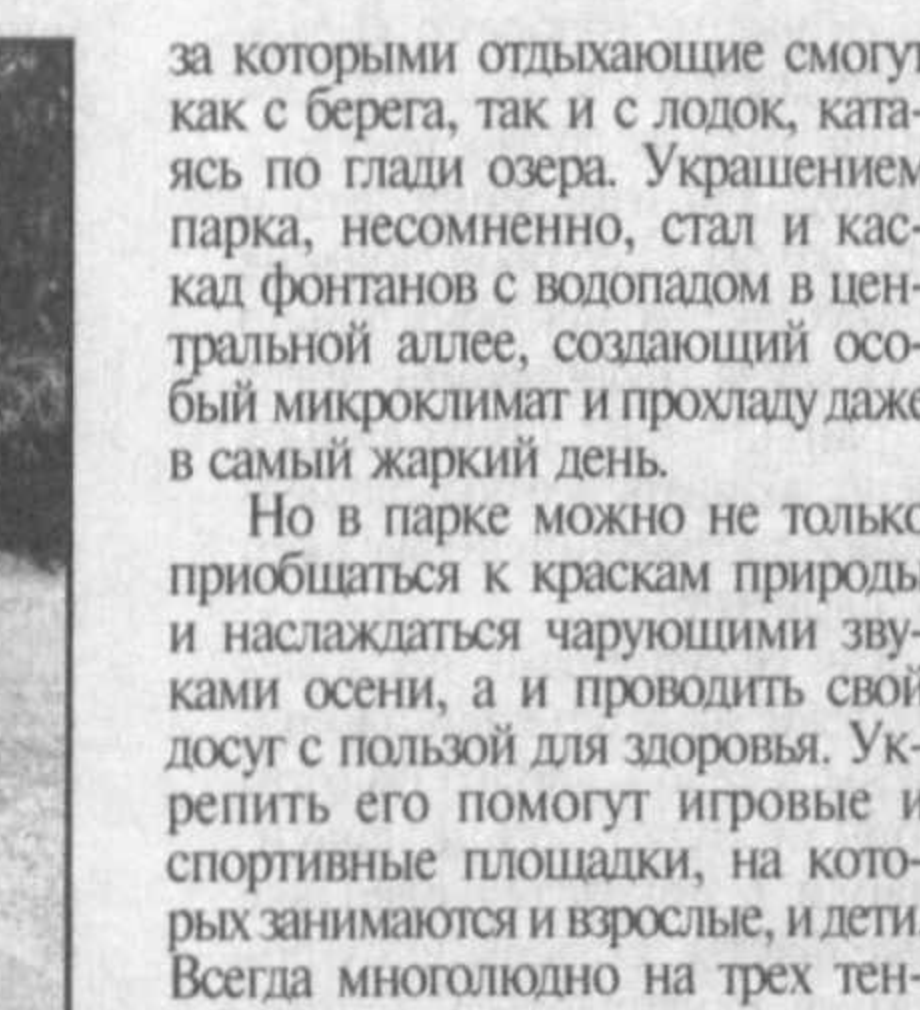 за которыми отдыхающие смогут
как с берега, так и с лодок, ката-
ясь по глади озера. Украшением
парка, несомненно, стал и кас-
кад фонтанов с водопадом в цен-
тральной аллее, создающий осо-
бый микроклимат и прохладу даже
в самый жаркий день.
Но в парке можно не только
приобщаться к краскам природы
и наслаждаться чарующими зву-
ками осени, а и проводить свой
досуг с пользой для здоровья. Ук-
репить его помогут игровые и
спортивные площадки, на кото-
рых занимаются и взрослые, и дети.
Всегда многолюдно на трех тен-